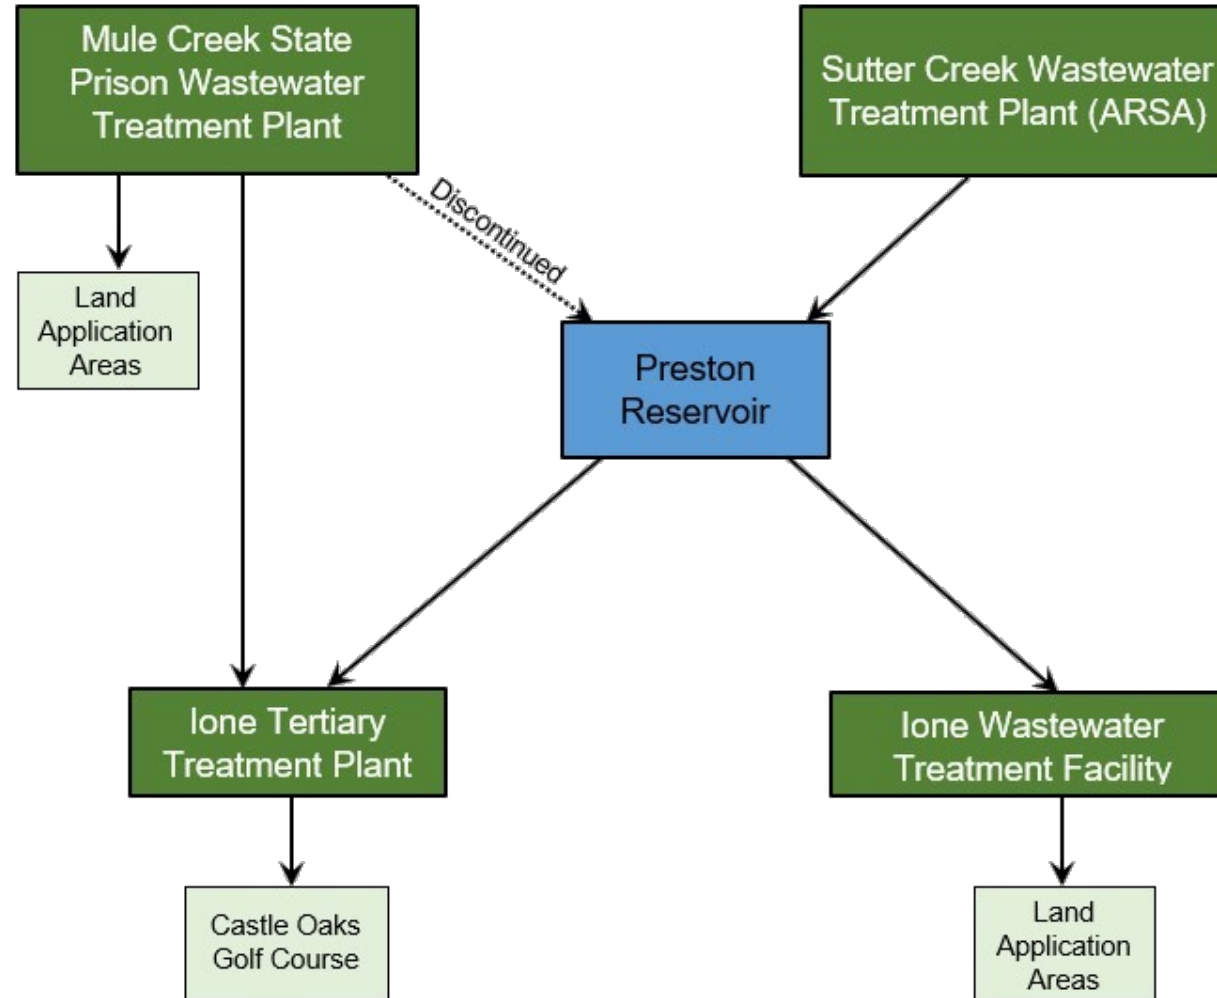 Mule Creek State
Prison Wastewater
Treatment Plant
Sutter Creek Wastewater
Treatment Plant (ARSA)
Discontinued
Land
Application
Areas
Preston
Reservoir
Ione Tertiary
Treatment Plant
Ione Wastewater
Treatment Facility
Castle Oaks
Golf Course
Land
Application
Areas